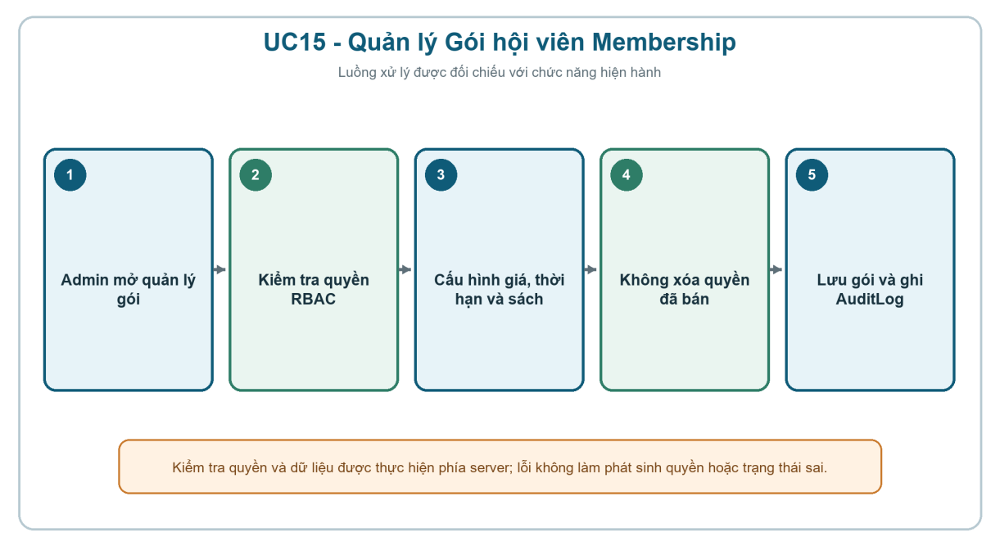 UC15 - Quản lý Gói hội viên Membership
Luồng xử lý được đối chiếu với chức năng hiện hành
1
Admin mở quản lý
gói
2
Kiểm tra quyền
RBAC
3
Cấu hình giá, thời
hạn và sách
4
Không xóa quyền
đã bán
5
Lưu gói và ghi
AuditLog
Kiểm tra quyền và dữ liệu được thực hiện phía server; lỗi không làm phát sinh quyền hoặc trạng thái sai.